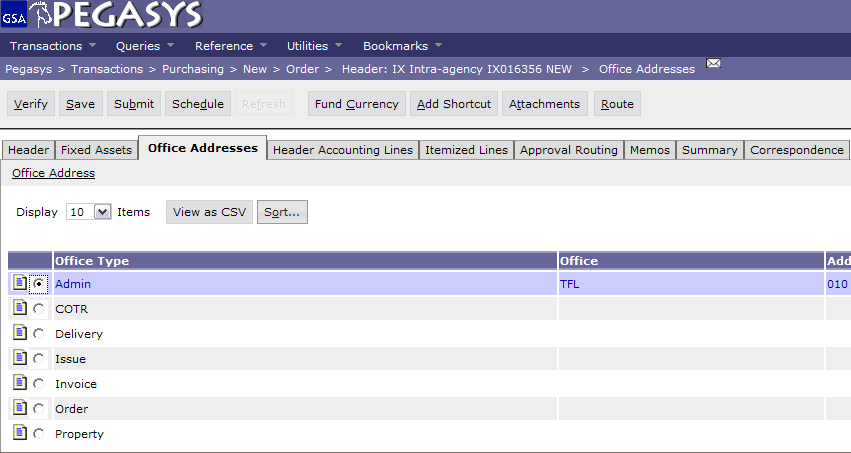 GSA PEGASYS
Transactions Queries Reference Utilities Bookmarks
Pegasys > Transactions > Purchasing > New > Order > Header: IX Intra-agency IX016356 NEW > Office Addresses
Verify Save Submit Schedule Refresh Fund Currency Add Shortcut Attachments Route
Header Fixed Assets Office Addresses Header Accounting Lines Itemized Lines Approval Routing Memos Summary Correspondence
Office Address
Display 10 Items View as CSV Sort...
Office Type Office Add
Admin TFL 010
COTR
Delivery
Issue
Invoice
Order
Property